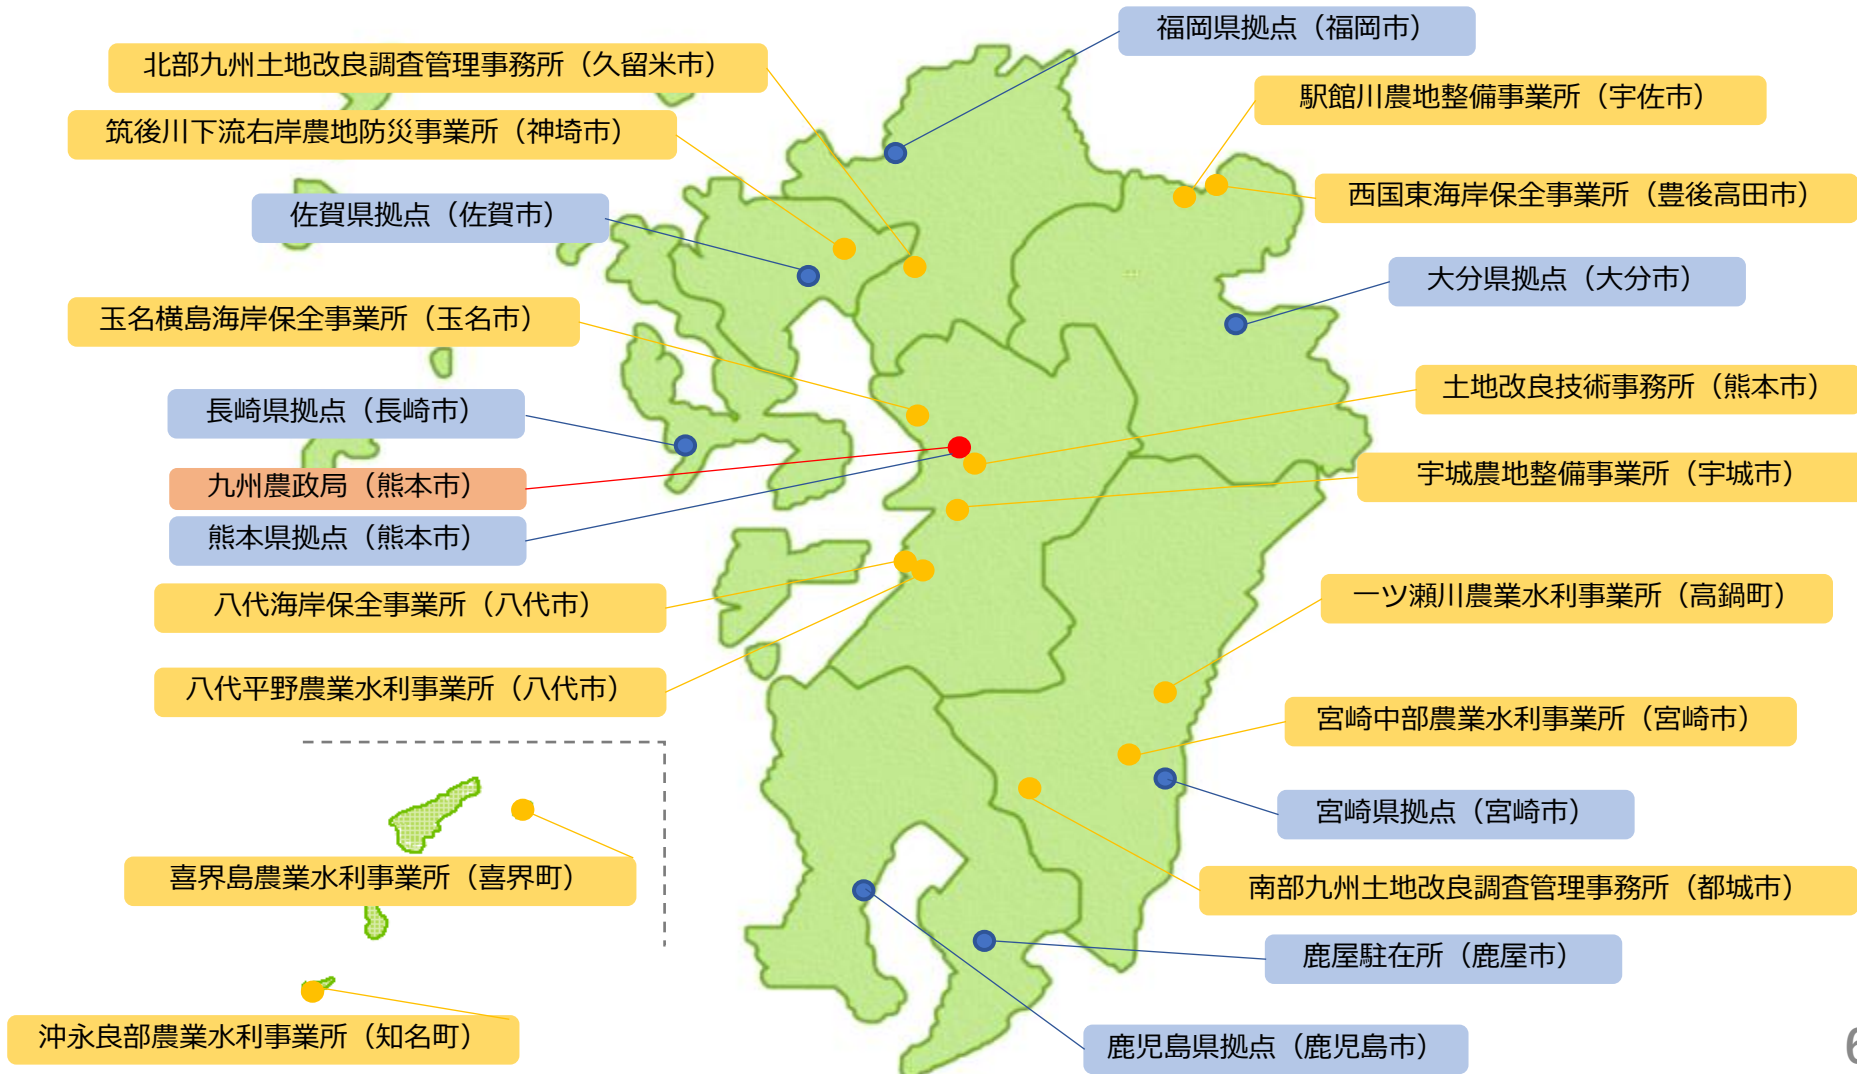 福岡県拠点（福岡市）
北部九州土地改良調査管理事務所（久留米市）
駅館川農地整備事業所（宇佐市）
筑後川下流右岸農地防災事業所（神埼市）
西国東海岸保全事業所（豊後高田市）
佐賀県拠点（佐賀市）
大分県拠点（大分市）
玉名横島海岸保全事業所（玉名市）
土地改良技術事務所（熊本市）
長崎県拠点（長崎市）
宇城農地整備事業所（宇城市）
九州農政局（熊本市）
熊本県拠点（熊本市）
八代海岸保全事業所（八代市）
一ツ瀬川農業水利事業所（高鍋町）
八代平野農業水利事業所（八代市）
宮崎中部農業水利事業所（宮崎市）
宮崎県拠点（宮崎市）
喜界島農業水利事業所（喜界町）
南部九州土地改良調査管理事務所（都城市）
鹿屋駐在所（鹿屋市）
沖永良部農業水利事業所（知名町）
鹿児島県拠点（鹿児島市）
6